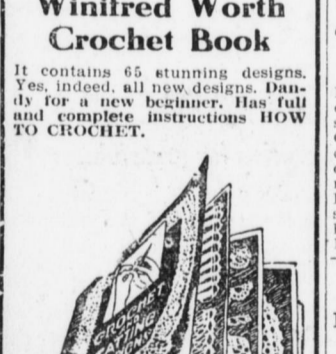 Winifred Worth
Crochet Book
It contains 65 stunning designs.
Yes, indeed, all new designs. Dan-
dy for a new beginner. Has full
and complete instructions HOW
TO CROCHET.
CROCHET
TATTING